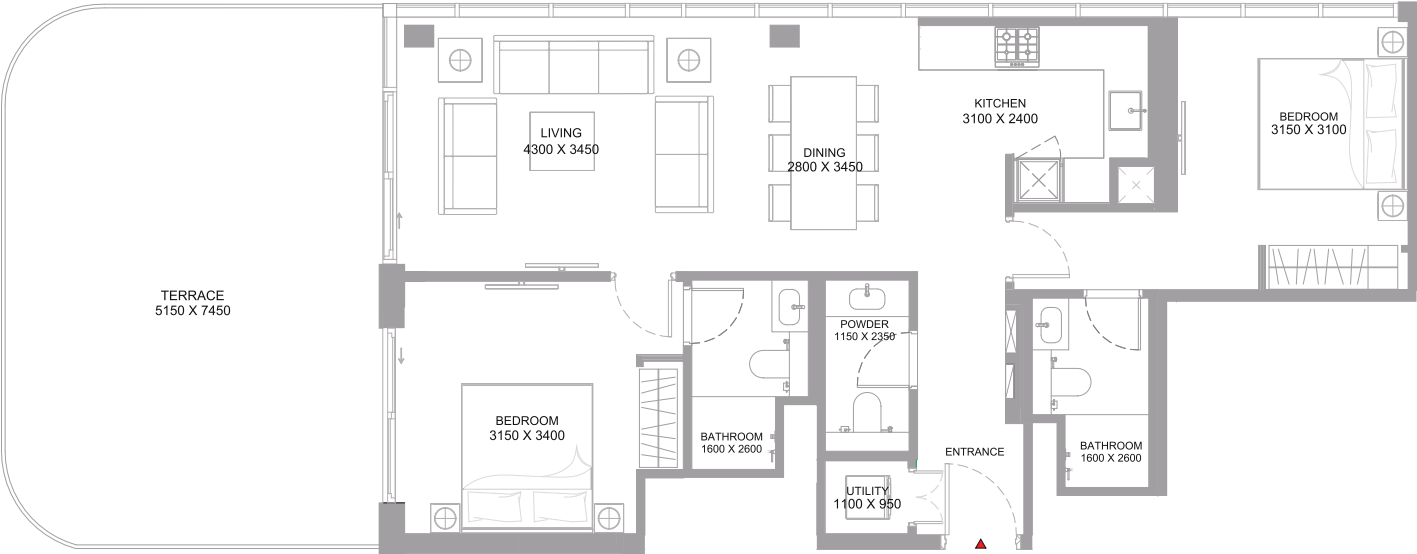 KITCHEN
3100 X 2400
BEDROOM
3150 X 3100
LIVING
4300 X 3450
DINING
2800 X 3450
TERRACE
5150 X 7450
POWDER
1150 X 2350
BEDROOM
3150 X 3400
BATHROOM
1600 X 2600
ENTRANCE
BATHROOM
1600 X 2600
UTILITY
1100 X 950